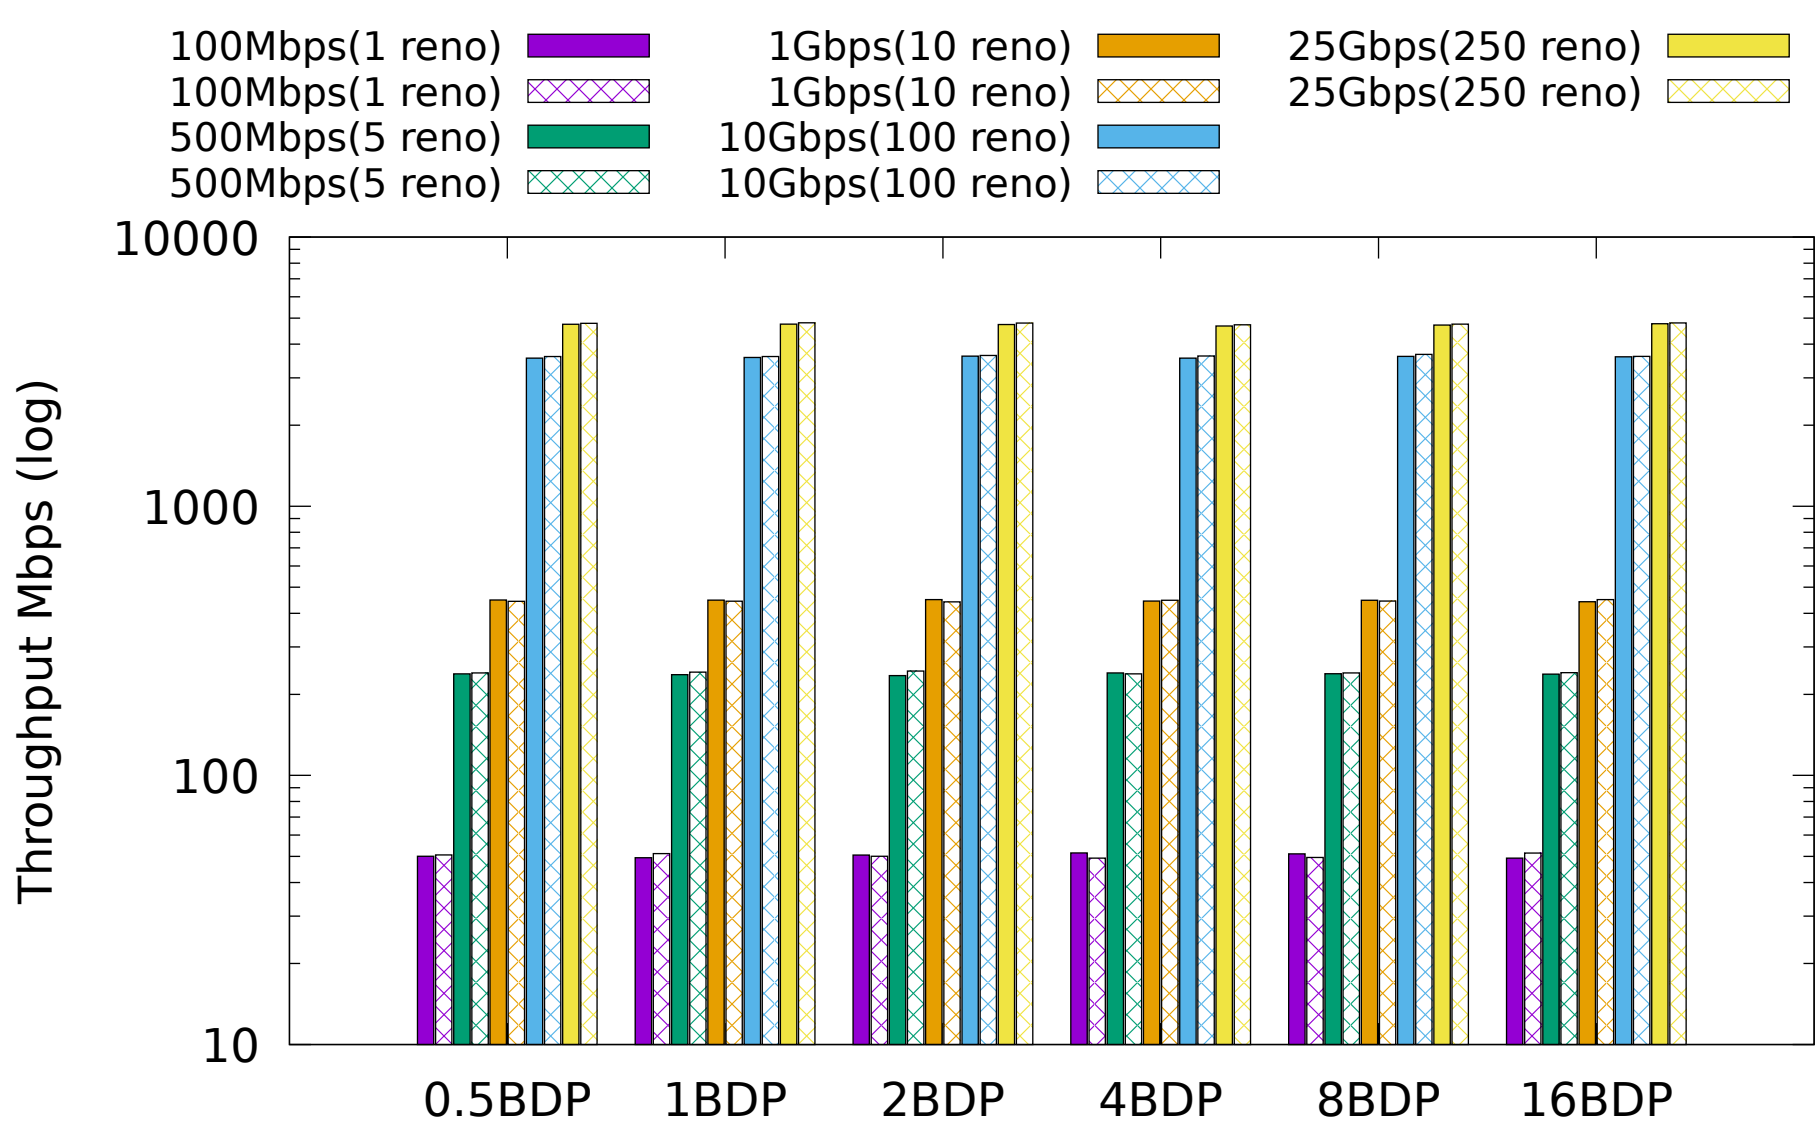 100Mbps(1 reno)
100Mbps(1 reno)
500Mbps(5 reno)
500Mbps(5 reno)
1Gbps(10 reno)
1Gbps(10 reno)
10Gbps(100 reno)
10Gbps(100 reno)
25Gbps(250 reno)
25Gbps(250 reno)
Throughput Mbps (log)
10000
1000
100
10
0.5BDP 1BDP 2BDP 4BDP 8BDP 16BDP